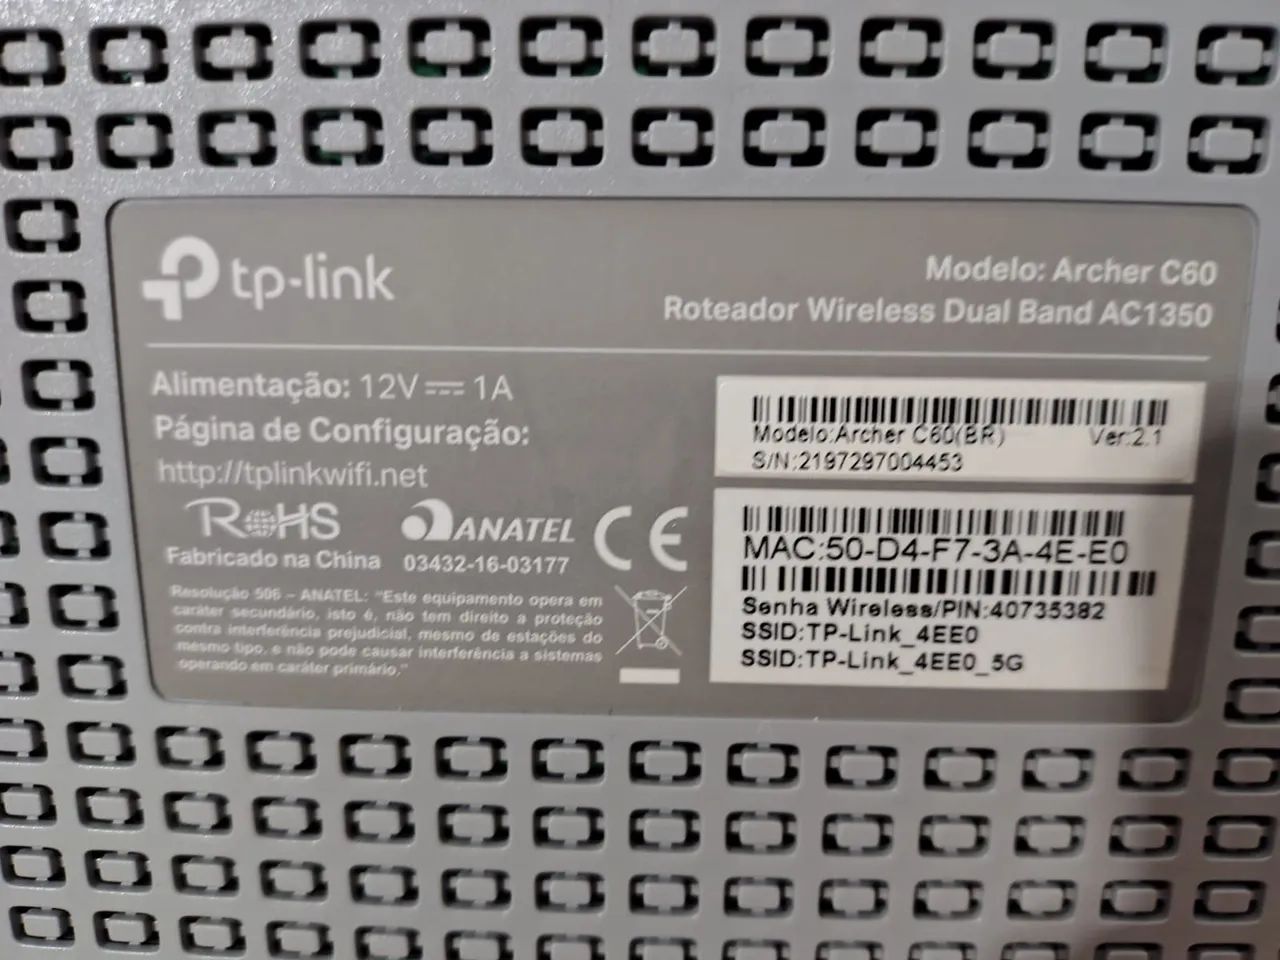 tp-link
Modelo: Archer C60
Roteador Wireless Dual Band AC1350
Alimentação: 12V 1A
Página de Configuração:
http://tplinkwifi.net
RoHS
ANATEL
CE
Fabricado na China
03432-16-03177
Resolução 506 – ANATEL: "Este equipamento opera em
caráter secundário, isto é, não tem direito a proteção
contra interferência prejudicial, mesmo de estações do
mesmo tipo, e não pode causar interferência a sistemas
operando em caráter primário."
Modelo:Archer C60(BR) Ver:2.1
S/N:2197297004453
MAC:50-D4-F7-3A-4E-E0
Senha Wireless/PIN:40735382
SSID:TP-Link_4EE0
SSID:TP-Link_4EE0_5G